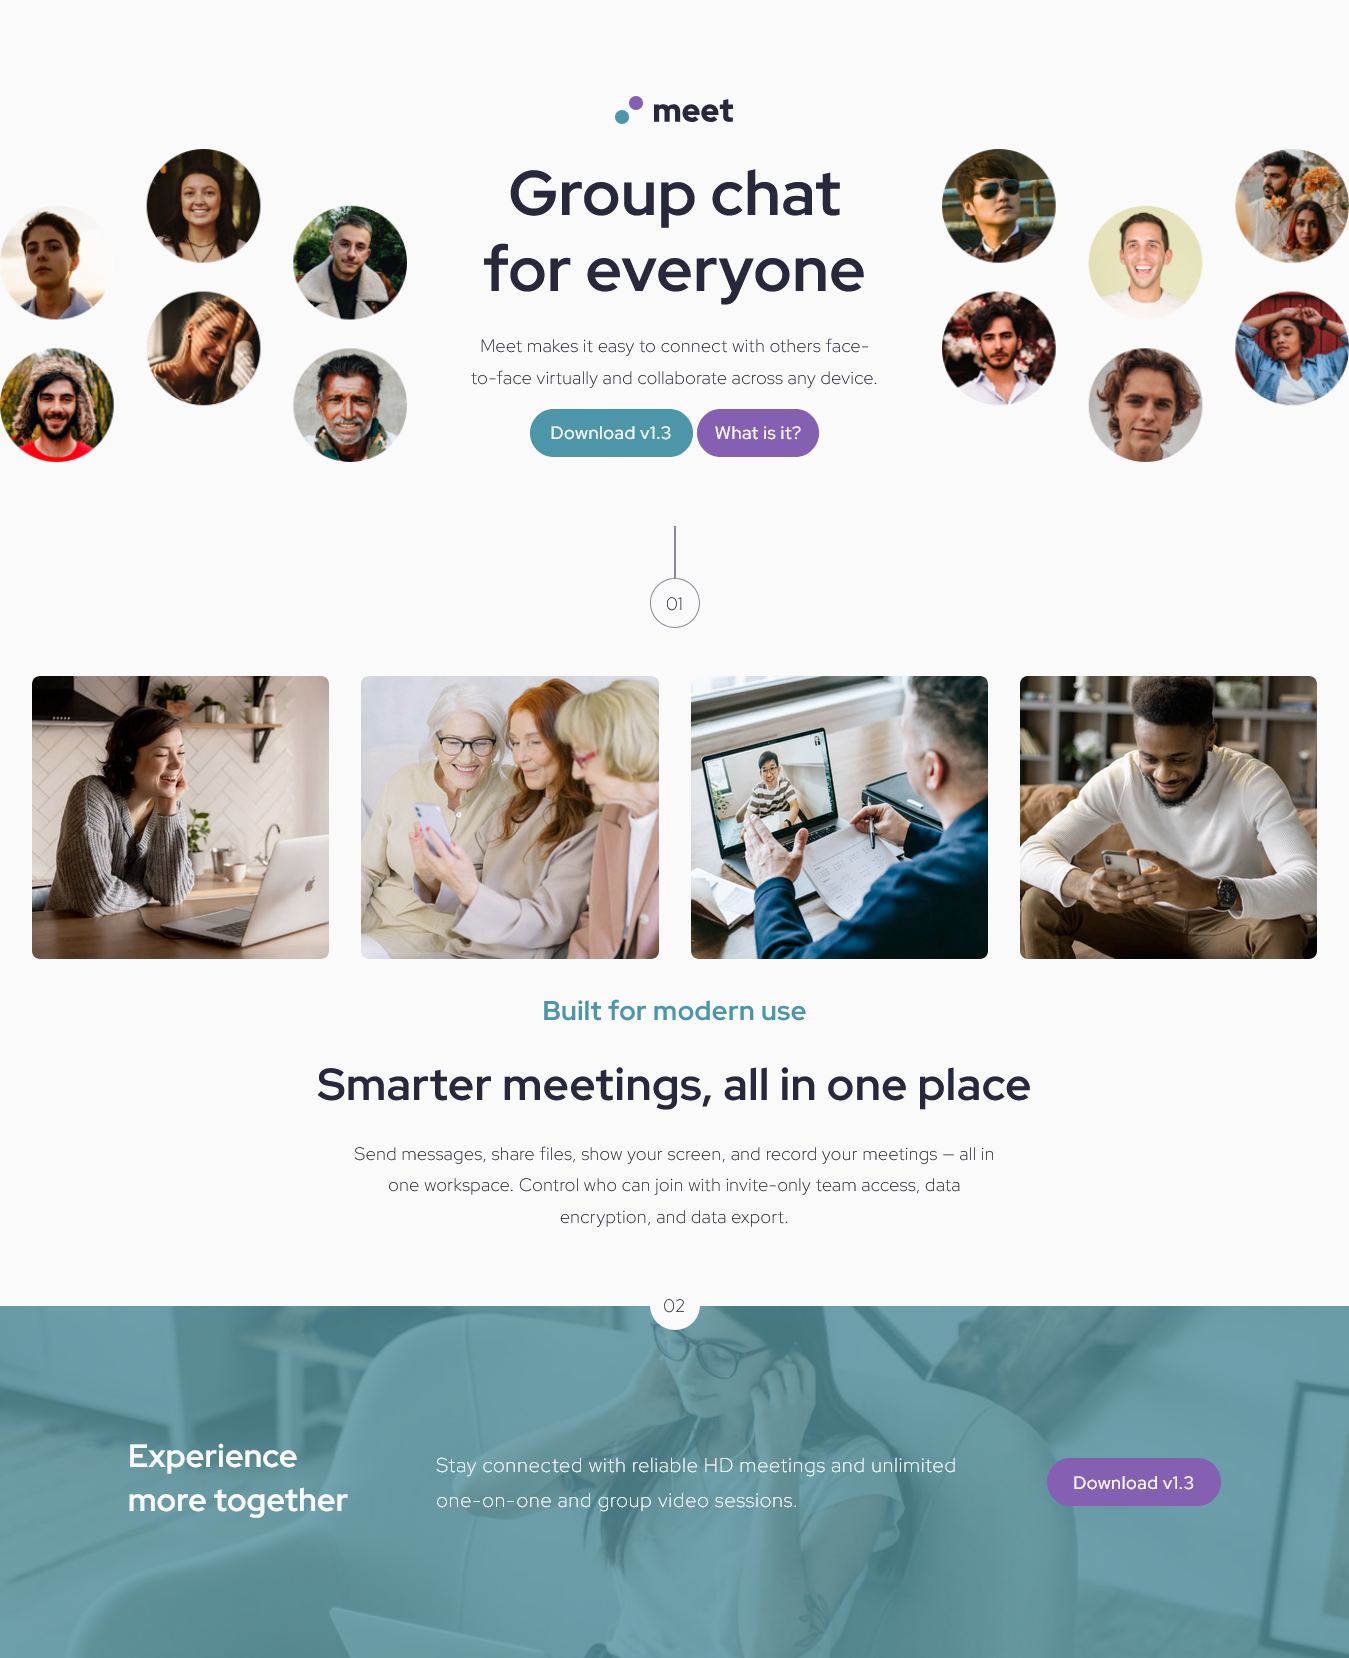 meet
Group chat
for everyone
Meet makes it easy to connect with others face-
to-face virtually and collaborate across any device.
Download v1.3
What is it?
01
Built for modern use
Smarter meetings, all in one place
Send messages, share files, show your screen, and record your meetings — all in
one workspace. Control who can join with invite-only team access, data
encryption, and data export.
02
Experience
more together
Stay connected with reliable HD meetings and unlimited
one-on-one and group video sessions.
Download v1.3